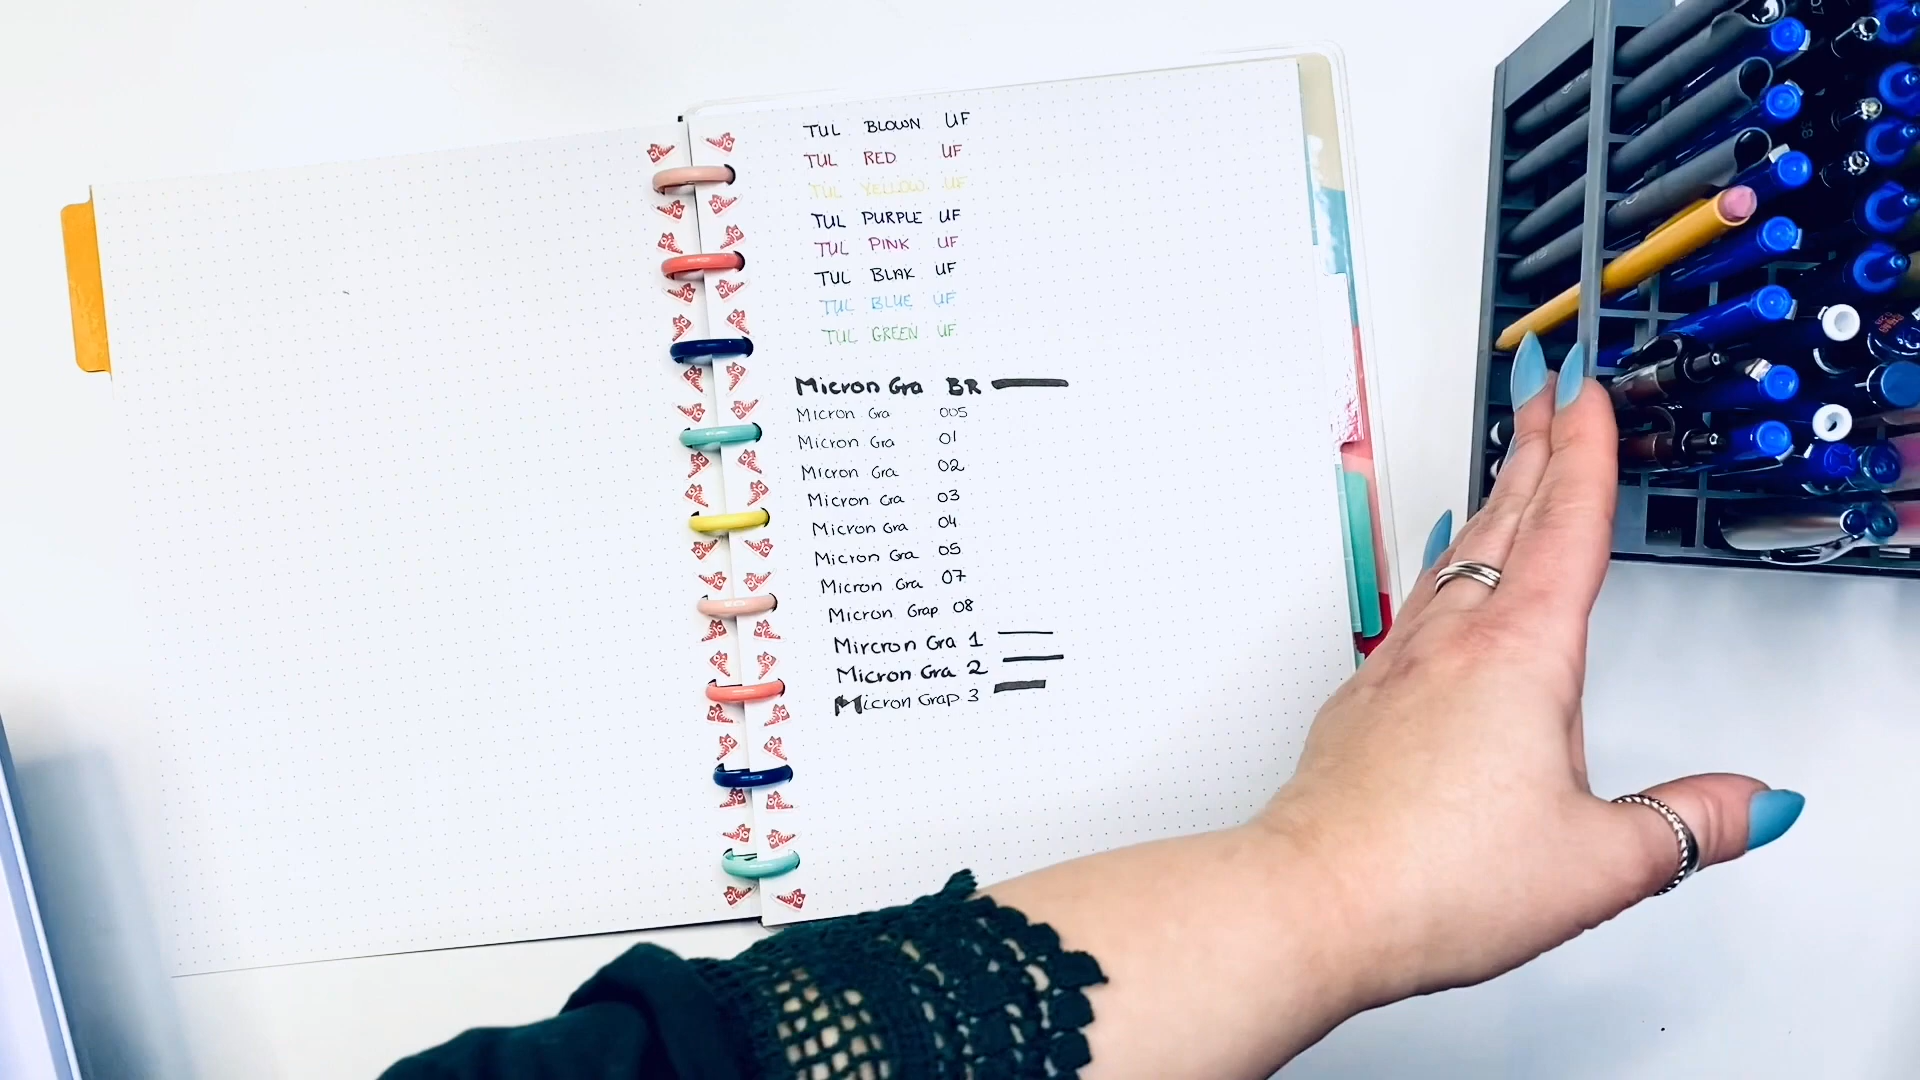 TUL BLOWN UF
TUL RED UF
TUL YELLOW UF
TUL PURPLE UF
TUL PINK UF
TUL BLAK UF
TUL BLUE UF
TUL GREEN UF
Micron Gra BR
Micron Gra 005
Micron Gra 01
Micron Gra 02
Micron Gra 03
Micron Gra 04
Micron Gra 05
Micron Gra 07
Micron Grap 08
Mircron Gra 1
Micron Gra 2
Micron Grap 3